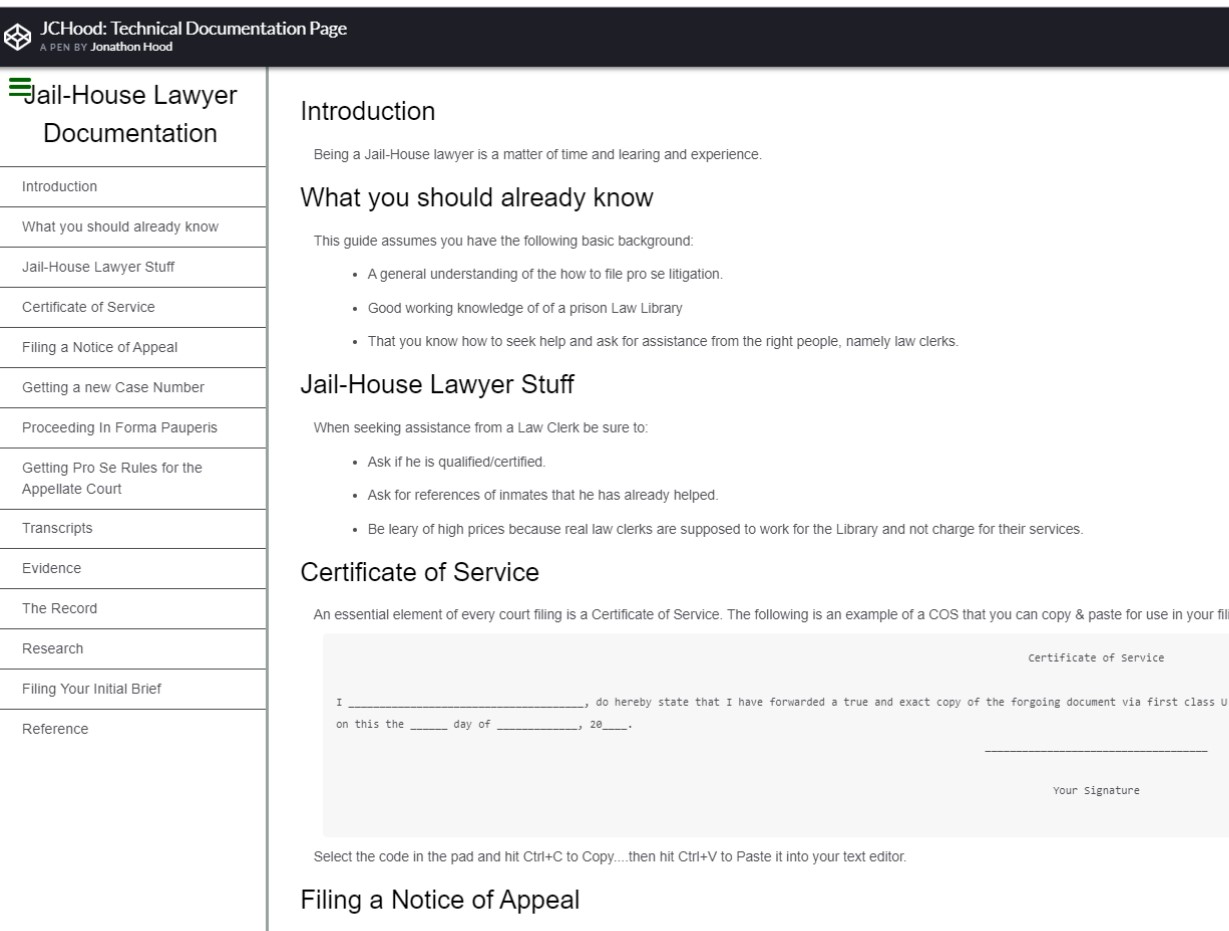 JCHood: Technical Documentation Page
A PEN BY Jonathon Hood
Jail-House Lawyer
Documentation
Introduction
What you should already know
Jail-House Lawyer Stuff
Certificate of Service
Filing a Notice of Appeal
Getting a new Case Number
Proceeding In Forma Pauperis
Getting Pro Se Rules for the
Appellate Court
Transcripts
Evidence
The Record
Research
Filing Your Initial Brief
Reference
Introduction
Being a Jail-House lawyer is a matter of time and learing and experience.
What you should already know
This guide assumes you have the following basic background:
• A general understanding of the how to file pro se litigation.
• Good working knowledge of of a prison Law Library
• That you know how to seek help and ask for assistance from the right people, namely law clerks.
Jail-House Lawyer Stuff
When seeking assistance from a Law Clerk be sure to:
• Ask if he is qualified/certified.
• Ask for references of inmates that he has already helped.
• Be leary of high prices because real law clerks are supposed to work for the Library and not charge for their services.
Certificate of Service
An essential element of every court filing is a Certificate of Service. The following is an example of a COS that you can copy & paste for use in your fil
Certificate of Service
I ______________________________________, do hereby state that I have forwarded a true and exact copy of the forgoing document via first class U
on this the ______ day of _____________, 20____.
____________________________________
Your Signature
Select the code in the pad and hit Ctrl+C to Copy....then hit Ctrl+V to Paste it into your text editor.
Filing a Notice of Appeal